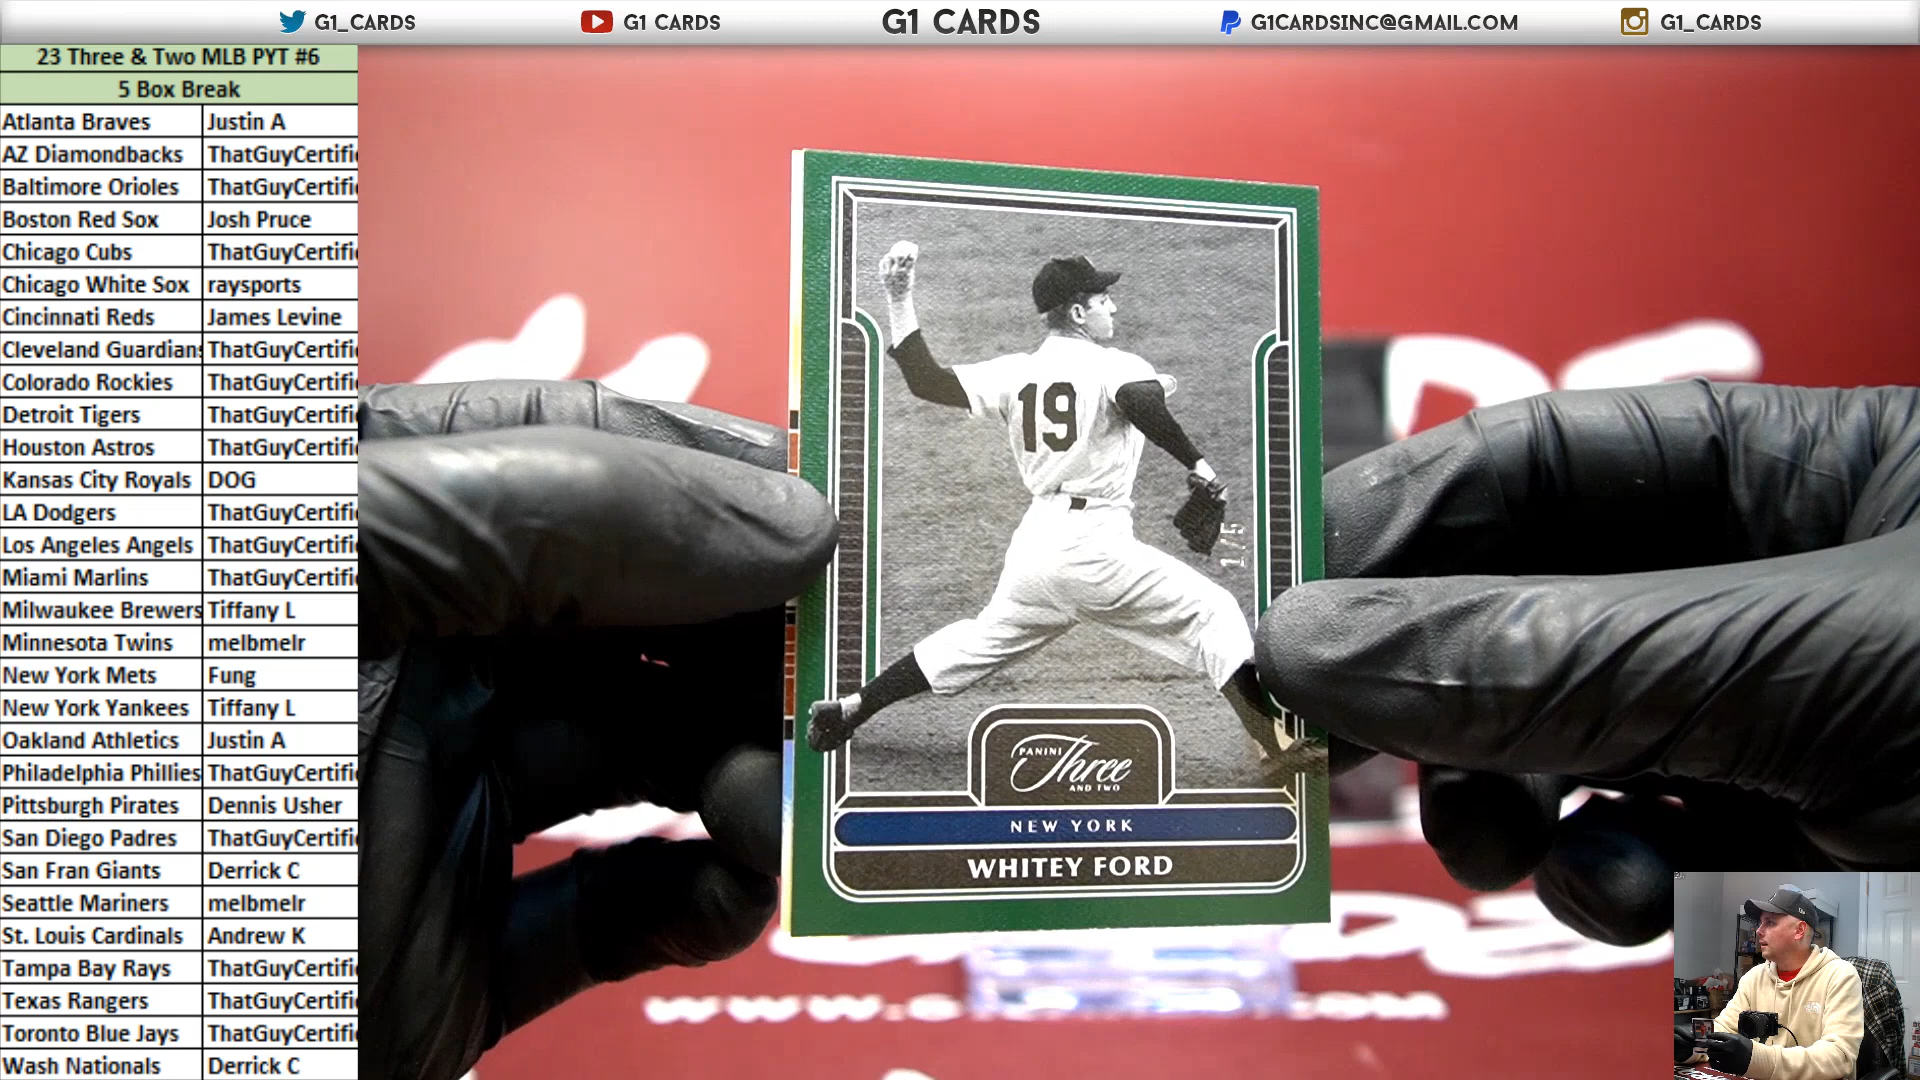 G1_CARDS
G1 CARDS
G1 CARDS
G1CARDSINC@GMAIL.COM
G1_CARDS
23 Three & Two MLB PYT #6
5 Box Break
Atlanta Braves Justin A
AZ Diamondbacks ThatGuyCertifi
Baltimore Orioles ThatGuyCertifi
Boston Red Sox Josh Pruce
Chicago Cubs ThatGuyCertifi
Chicago White Sox raysports
Cincinnati Reds James Levine
Cleveland Guardians ThatGuyCertifi
Colorado Rockies ThatGuyCertifi
Detroit Tigers ThatGuyCertifi
Houston Astros ThatGuyCertifi
Kansas City Royals DOG
LA Dodgers ThatGuyCertifi
Los Angeles Angels ThatGuyCertifi
Miami Marlins ThatGuyCertifi
Milwaukee Brewers Tiffany L
Minnesota Twins melbmelr
New York Mets Fung
New York Yankees Tiffany L
Oakland Athletics Justin A
Philadelphia Phillies ThatGuyCertifi
Pittsburgh Pirates Dennis Usher
San Diego Padres ThatGuyCertifi
San Fran Giants Derrick C
Seattle Mariners melbmelr
St. Louis Cardinals Andrew K
Tampa Bay Rays ThatGuyCertifi
Texas Rangers ThatGuyCertifi
Toronto Blue Jays ThatGuyCertifi
Wash Nationals Derrick C
19
1/5
PANINI
Three
AND TWO
NEW YORK
WHITEY FORD